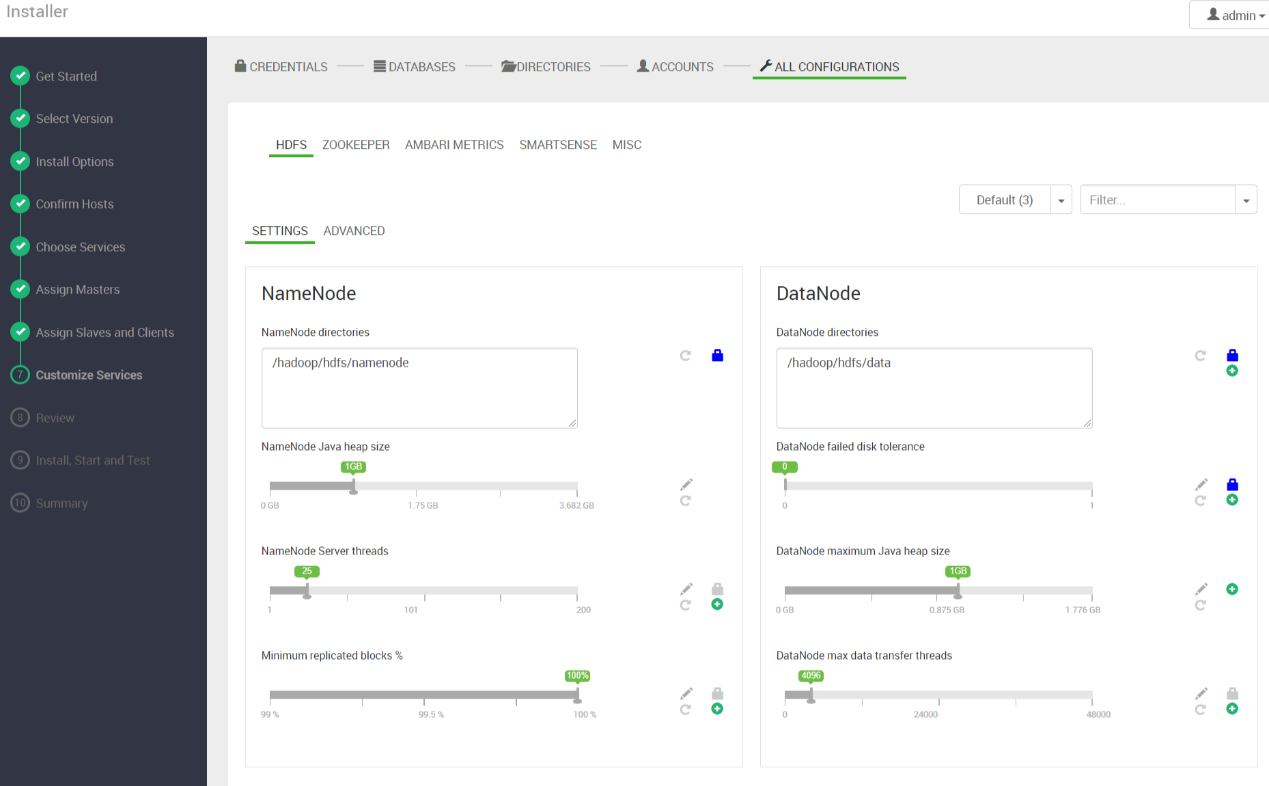 Installer
admin
Get Started
Select Version
Install Options
Confirm Hosts
Choose Services
Assign Masters
Assign Slaves and Clients
7 Customize Services
8 Review
9 Install, Start and Test
10 Summary
CREDENTIALS DATABASES DIRECTORIES ACCOUNTS ALL CONFIGURATIONS
HDFS ZOOKEEPER AMBARI METRICS SMARTSENSE MISC
Default (3) Filter...
SETTINGS ADVANCED
NameNode
NameNode directories
/hadoop/hdfs/namenode
NameNode Java heap size
1GB
0 GB 1.75 GB 3.682 GB
NameNode Server threads
25
1 101 200
Minimum replicated blocks %
100%
99 % 99.5 % 100 %
DataNode
DataNode directories
/hadoop/hdfs/data
DataNode failed disk tolerance
0
0 1
DataNode maximum Java heap size
1GB
0 GB 0.875 GB 1.776 GB
DataNode max data transfer threads
4096
0 24000 48000